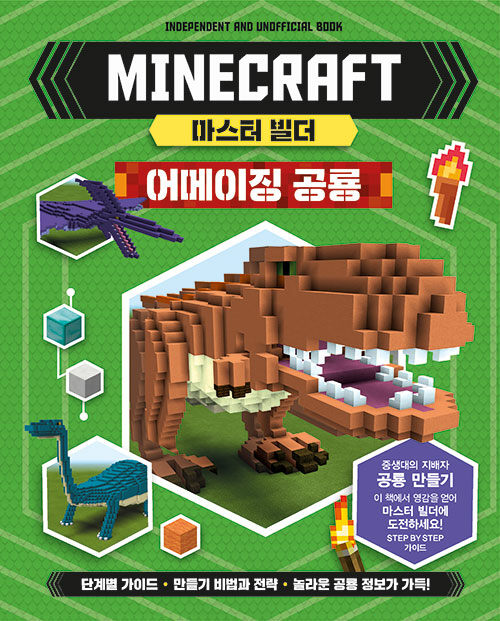 INDEPENDENT AND UNOFFICIAL BOOK
MINECRAFT
마스터 빌더
어메이징 공룡
중생대의 지배자
공룡 만들기
이 책에서 영감을 얻어
마스터 빌더에
도전하세요!
STEP BY STEP
가이드
단계별 가이드 • 만들기 비법과 전략 • 놀라운 공룡 정보가 가득!